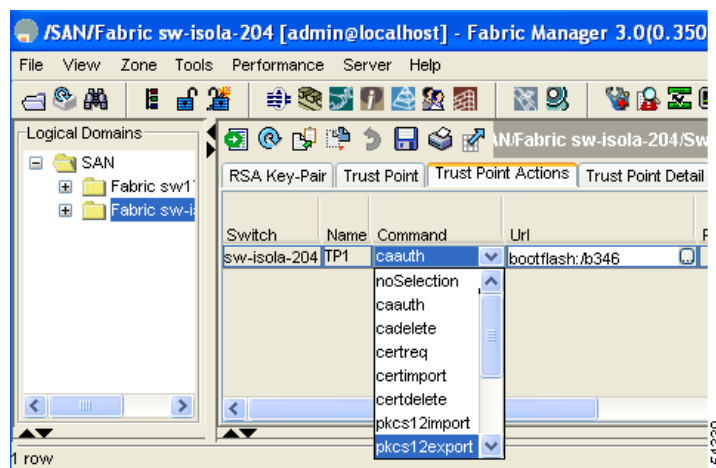 /SAN/Fabric sw-isola-204 [admin@localhost] - Fabric Manager 3.0(0.350
File View Zone Tools Performance Server Help
Logical Domains
SAN
Fabric sw1
Fabric sw-i
/Fabric sw-isola-204/Sw
RSA Key-Pair Trust Point Trust Point Actions Trust Point Detail
Switch Name Command Url
sw-isola-204 TP1 caauth bootflash:/b346
noSelection
caauth
cadelete
certreq
certimport
certdelete
pkcs12import
pkcs12export
1 row